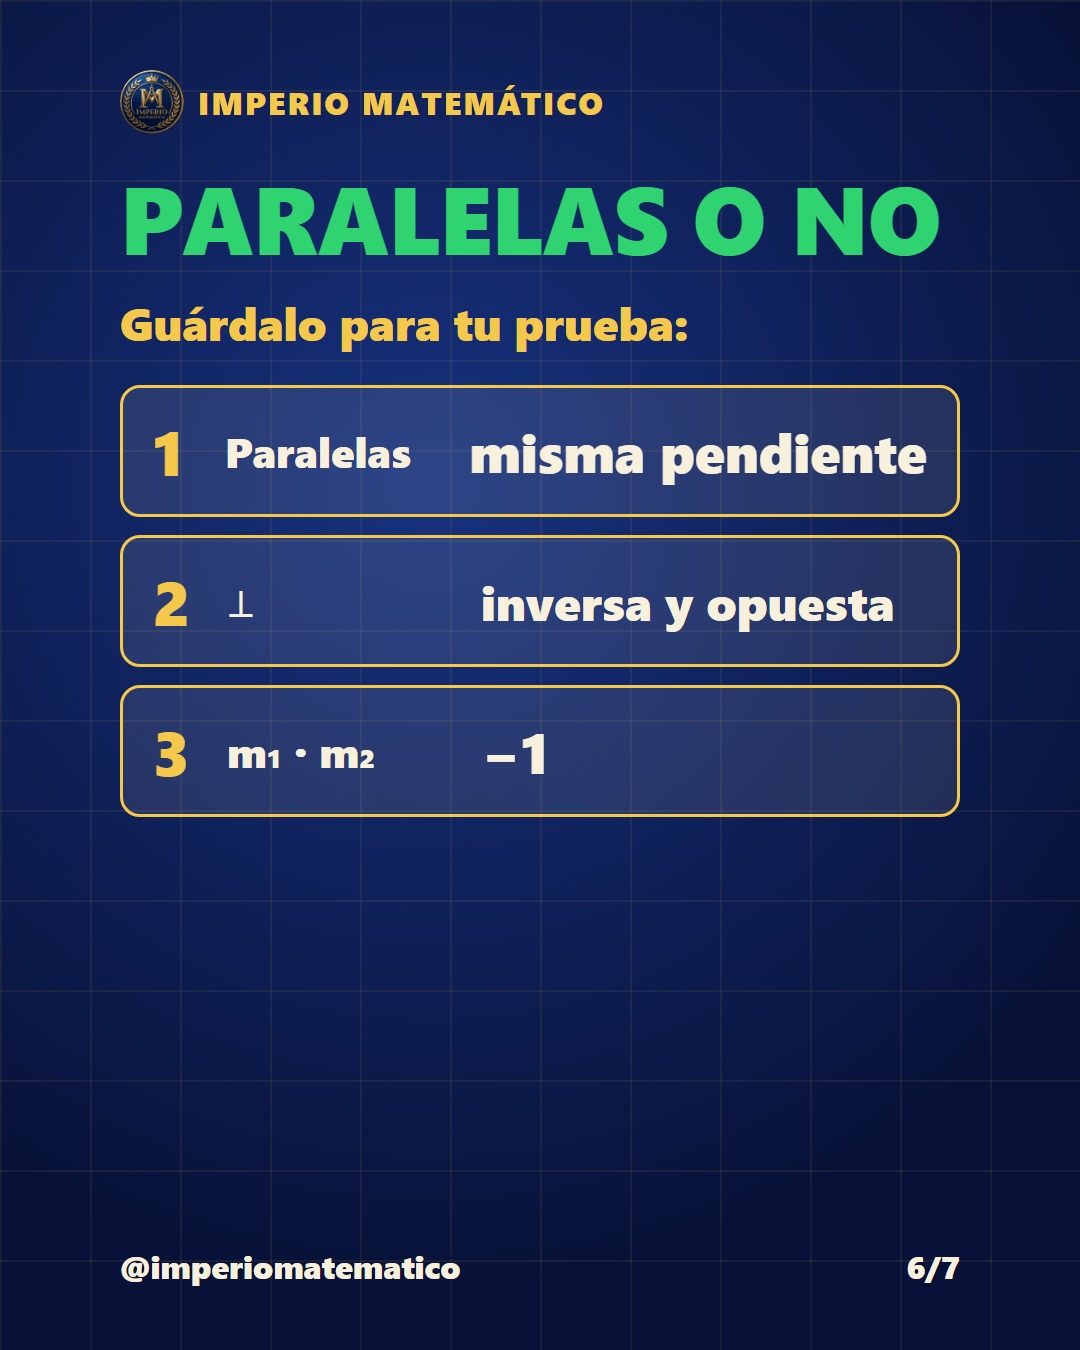 IMPERIO MATEMÁTICO
PARALELAS O NO
Guárdalo para tu prueba:
1 Paralelas misma pendiente
2 ⊥ inversa y opuesta
3 m₁ · m₂ −1
@imperiomatematico 6/7